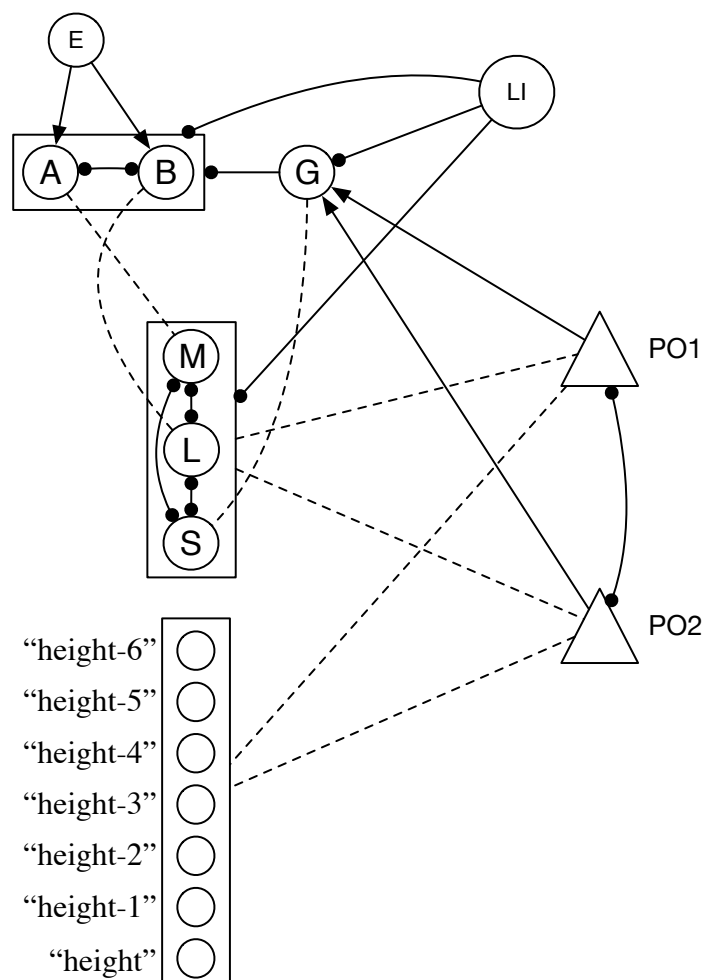 E
LI
A
B
G
M
PO1
L
S
PO2
“height-6”
“height-5”
“height-4”
“height-3”
“height-2”
“height-1”
“height”